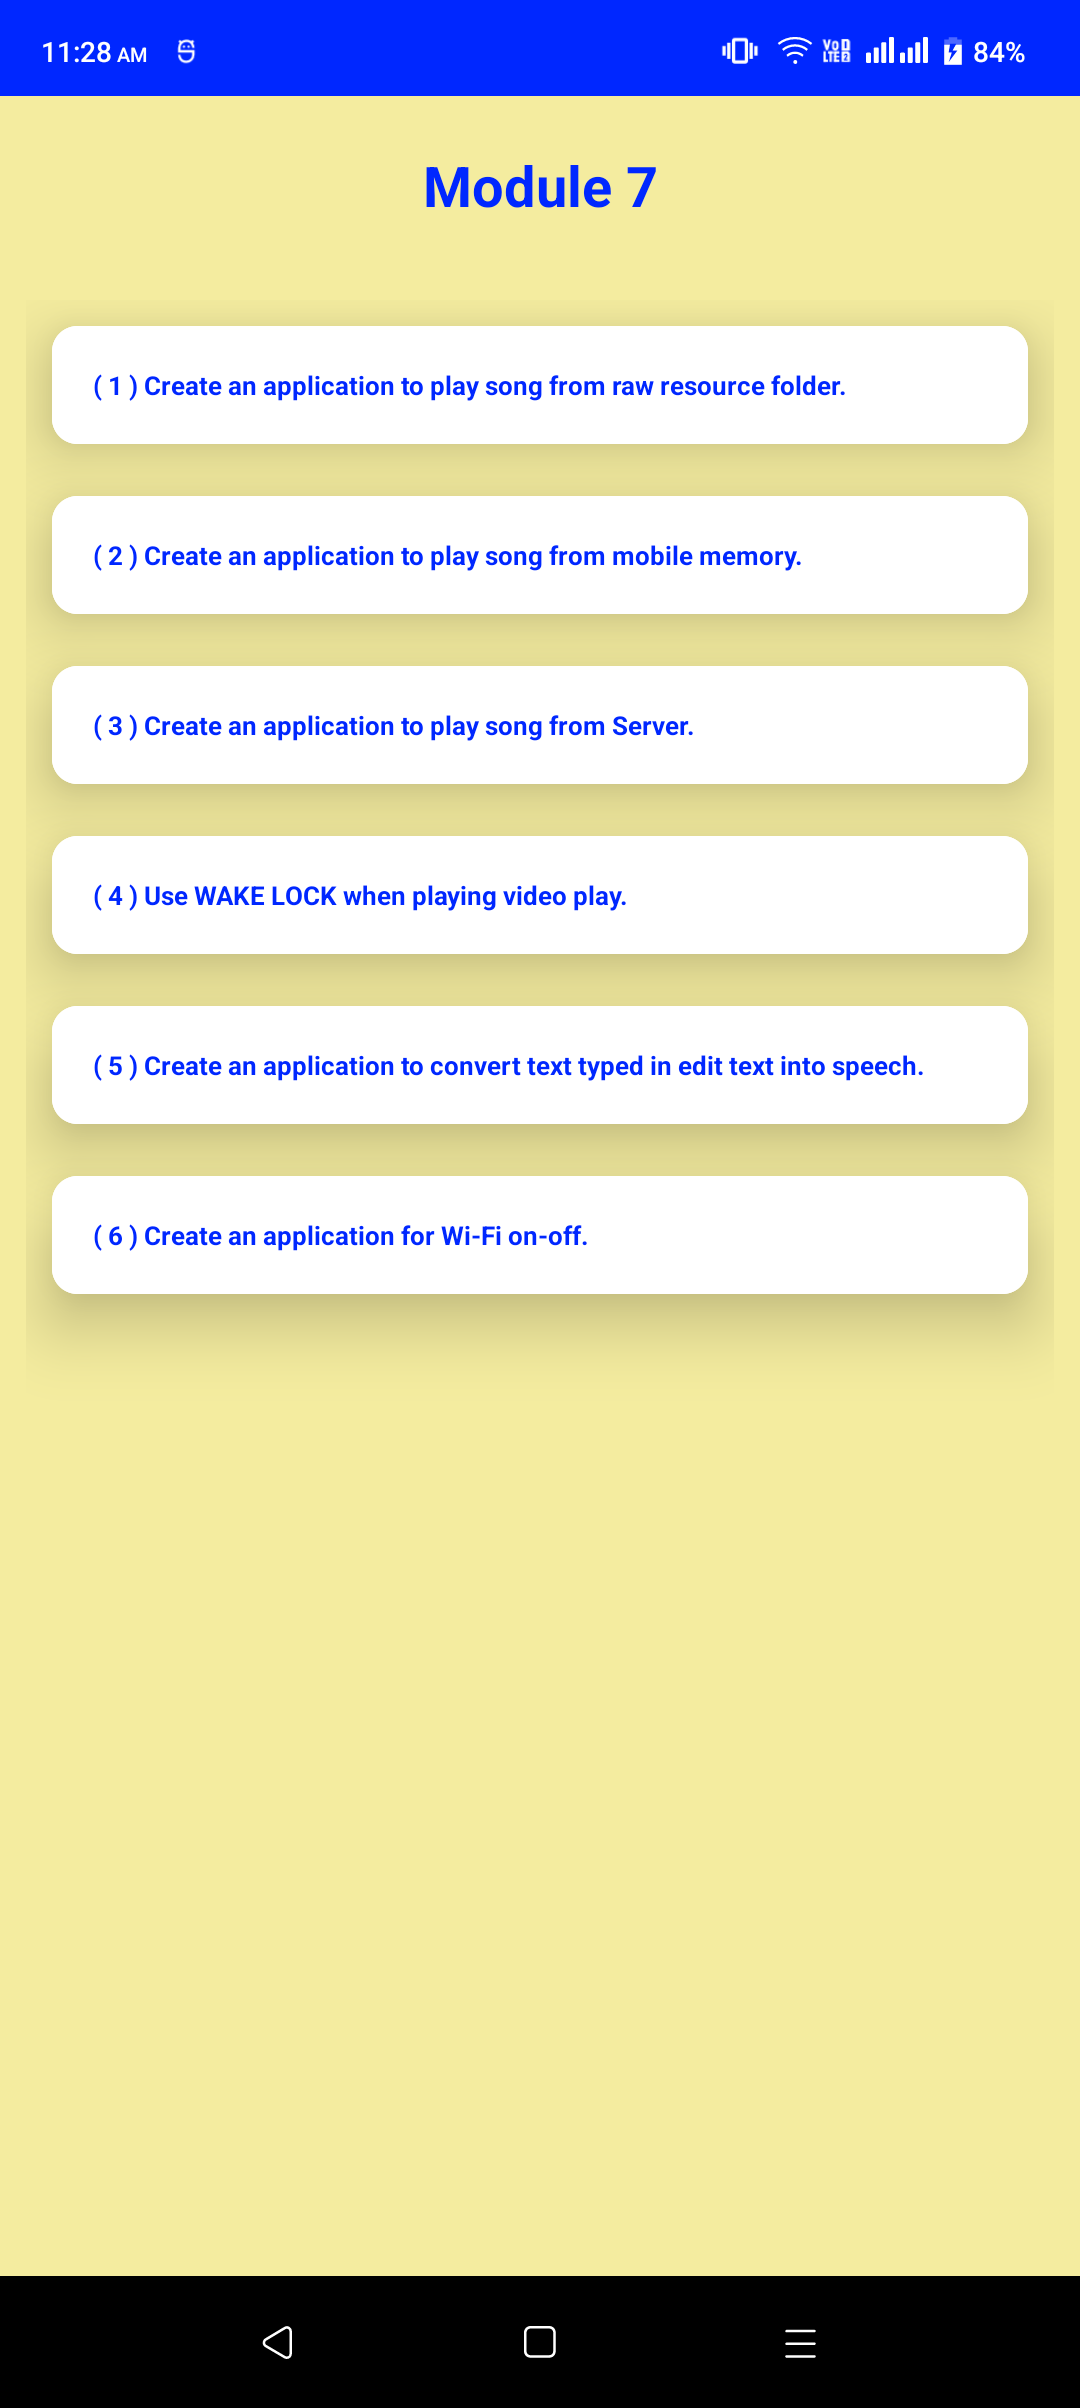 11:28 AM
VoD LTE 2
84%
Module 7
( 1 ) Create an application to play song from raw resource folder.
( 2 ) Create an application to play song from mobile memory.
( 3 ) Create an application to play song from Server.
( 4 ) Use WAKE LOCK when playing video play.
( 5 ) Create an application to convert text typed in edit text into speech.
( 6 ) Create an application for Wi-Fi on-off.